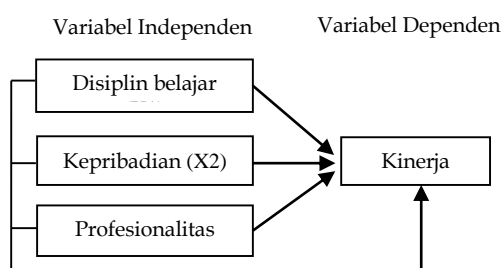 Variabel Independen
Variabel Dependen
Disiplin belajar
Kepribadian (X2)
Kinerja
Profesionalitas